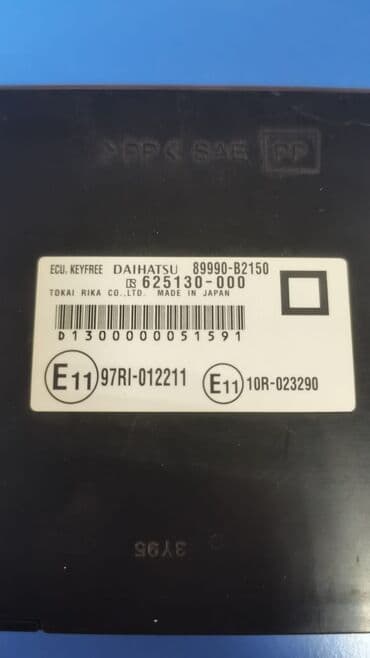 >PP< SAE PP
ECU, KEYFREE DAIHATSU 89990-B2150
625130-000
TOKAI RIKA CO.,LTD. MADE IN JAPAN
D1300000051591
E11 97RI-012211 E11 10R-023290
3Y95